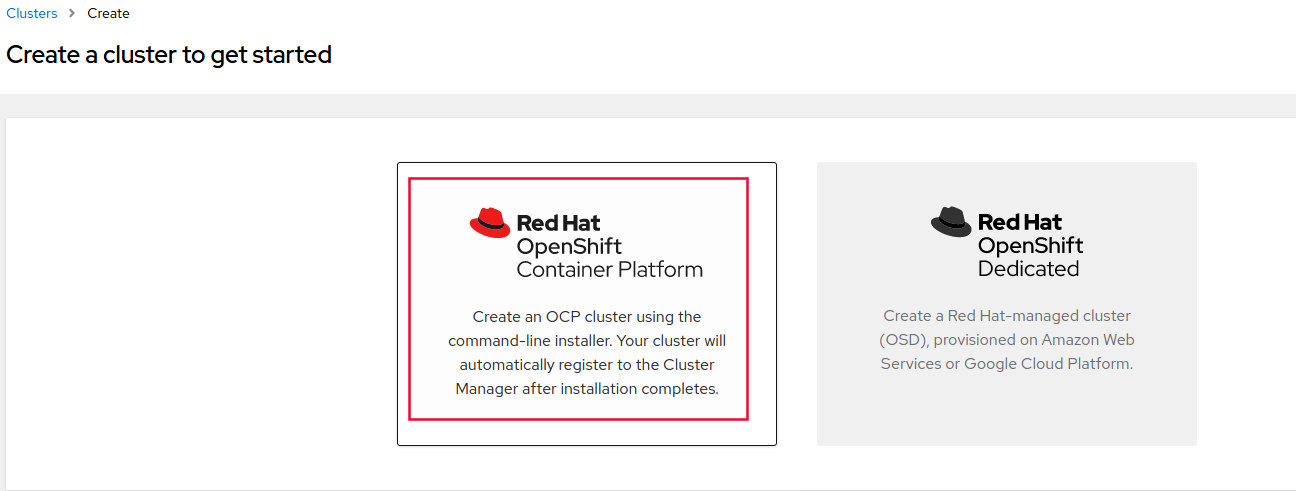 Clusters > Create
Create a cluster to get started
Red Hat
OpenShift
Container Platform
Create an OCP cluster using the
command-line installer. Your cluster will
automatically register to the Cluster
Manager after installation completes.
Red Hat
OpenShift
Dedicated
Create a Red Hat-managed cluster
(OSD), provisioned on Amazon Web
Services or Google Cloud Platform.